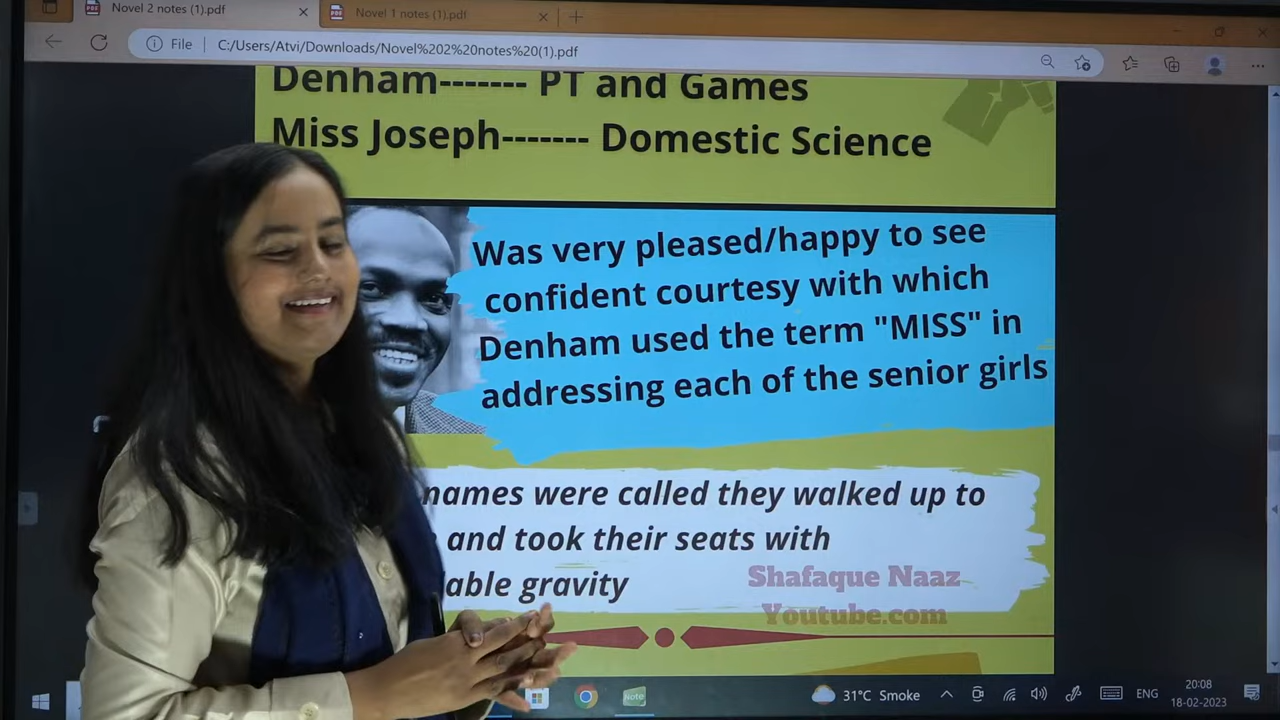 Novel 2 notes (1).pdf
Novel 1 notes (1).pdf
File
C:/Users/Atvi/Downloads/Novel%202%20notes%20(1).pdf
Denham------- PT and Games
Miss Joseph------- Domestic Science
Was very pleased/happy to see
confident courtesy with which
Denham used the term "MISS" in
addressing each of the senior girls
names were called they walked up to
and took their seats with
able gravity
Shafaque Naaz
Youtube.com
Note
31°C Smoke
ENG
20:08
18-02-2023